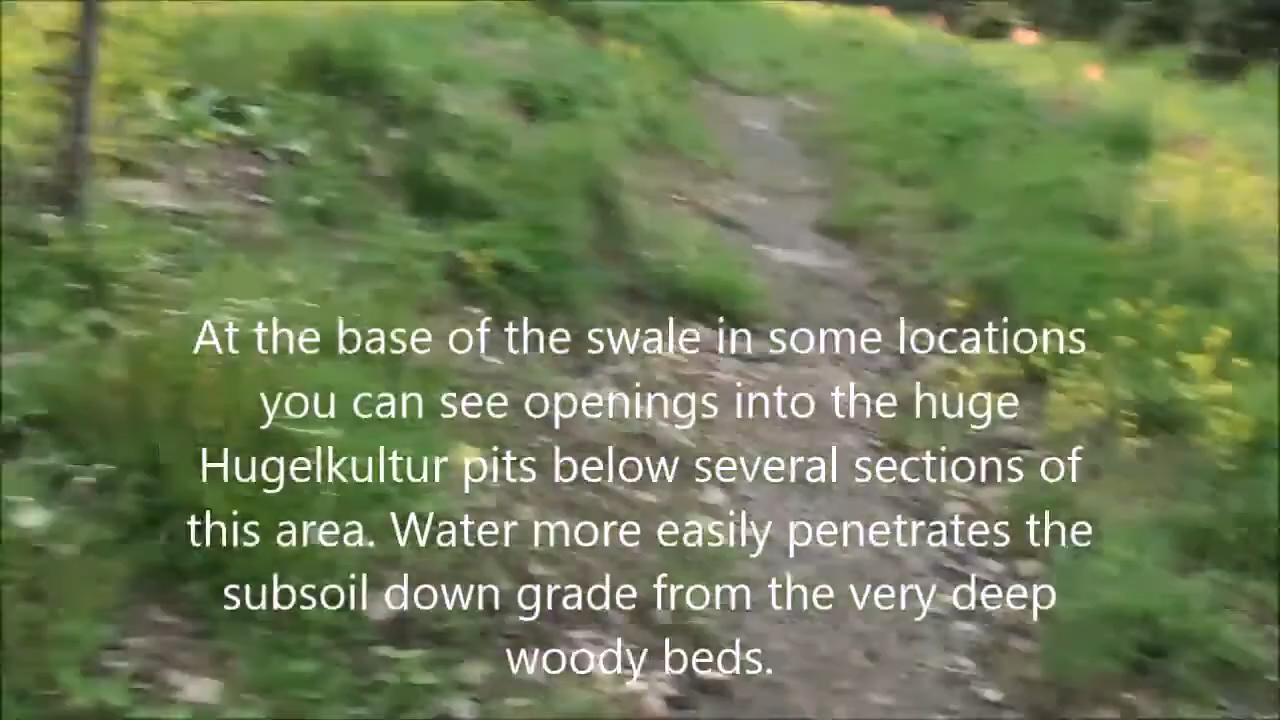 At the base of the swale in some locations
you can see openings into the huge
Hugelkultur pits below several sections of
this area. Water more easily penetrates the
subsoil down grade from the very deep
woody beds.